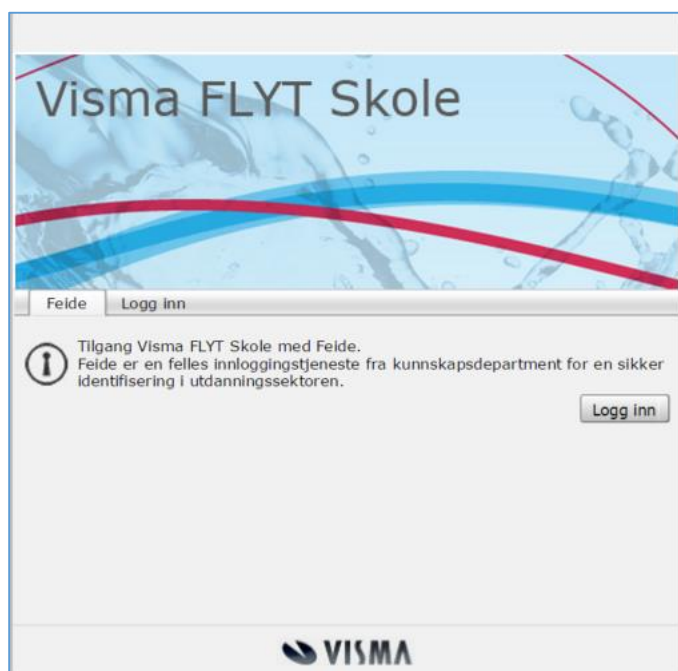 Visma FLYT Skole
Feide
Logg inn
Tilgang Visma FLYT Skole med Feide.
Feide er en felles innloggingstjeneste fra kunnskapsdepartment for en sikker
identifisering i utdanningssektoren.
Logg inn
VISMA